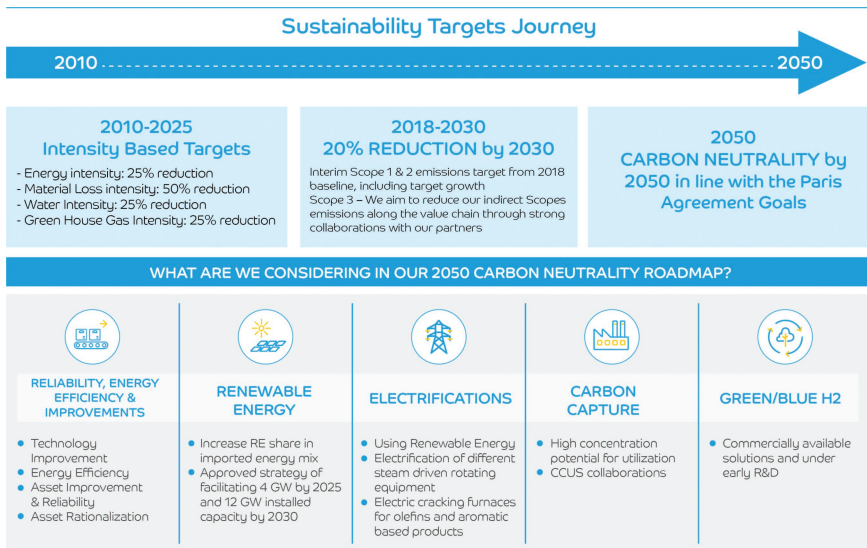 Sustainability Targets Journey
2010
2050
2010-2025
Intensity Based Targets
- Energy intensity: 25% reduction
- Material Loss intensity: 50% reduction
- Water Intensity: 25% reduction
- Green House Gas Intensity: 25% reduction
2018-2030
20% REDUCTION by 2030
Interim Scope 1 & 2 emissions target from 2018
baseline, including target growth
Scope 3 – We aim to reduce our indirect Scopes
emissions along the value chain through strong
collaborations with our partners
2050
CARBON NEUTRALITY by
2050 in line with the Paris
Agreement Goals
WHAT ARE WE CONSIDERING IN OUR 2050 CARBON NEUTRALITY ROADMAP?
RELIABILITY, ENERGY
EFFICIENCY &
IMPROVEMENTS
● Technology
Improvement
● Energy Efficiency
● Asset Improvement
& Reliability
● Asset Rationalization
RENEWABLE
ENERGY
● Increase RE share in
imported energy mix
● Approved strategy of
facilitating 4 GW by 2025
and 12 GW installed
capacity by 2030
ELECTRIFICATIONS
● Using Renewable Energy
● Electrification of different
steam driven rotating
equipment
● Electric cracking furnaces
for olefins and aromatic
based products
CARBON
CAPTURE
● High concentration
potential for utilization
● CCUS collaborations
GREEN/BLUE H2
● Commercially available
solutions and under
early R&D